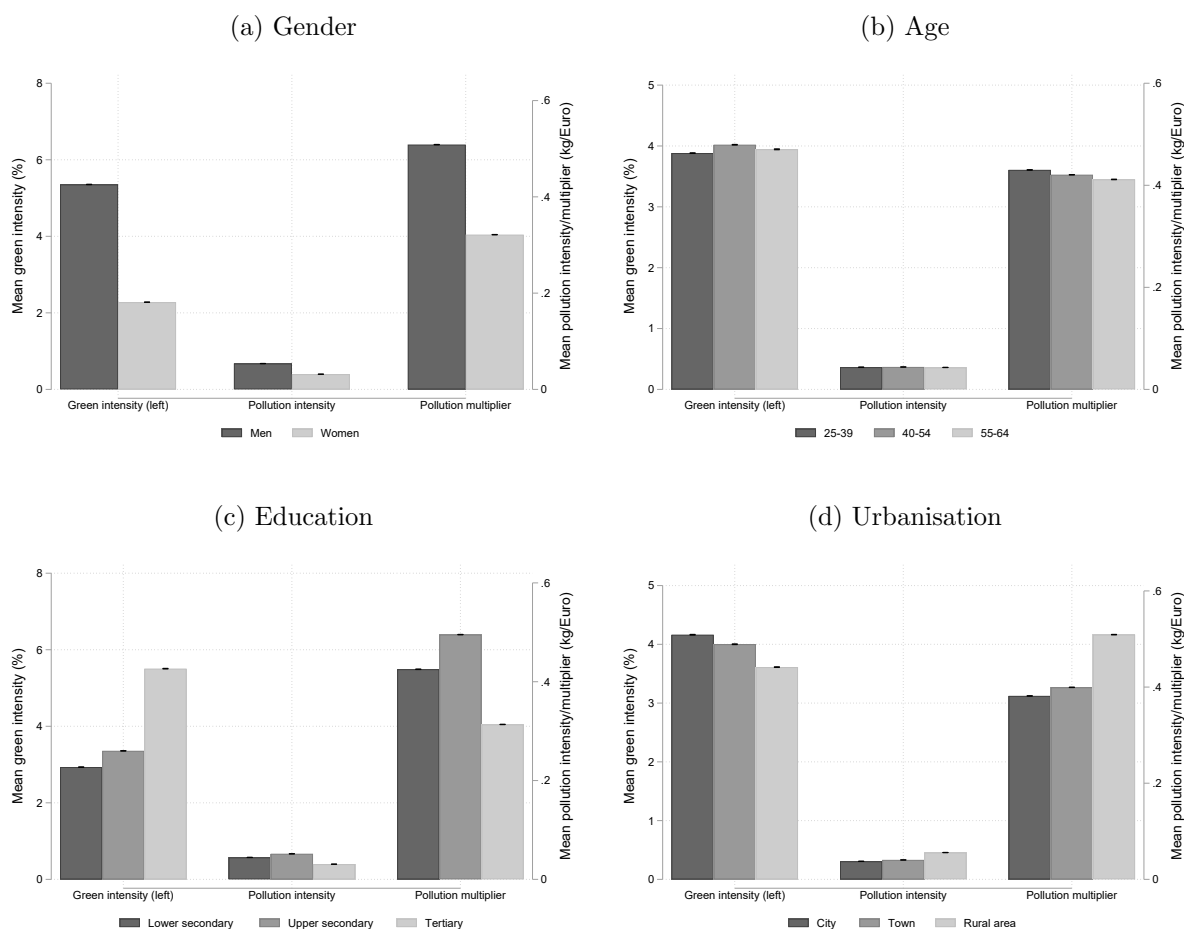 (a) Gender
Mean green intensity (%)
8
6
4
2
0
Mean pollution intensity/multiplier (kg/Euro)
.6
.4
.2
0
Green intensity (left) Pollution intensity Pollution multiplier
Men Women
(b) Age
Mean green intensity (%)
5
4
3
2
1
0
Mean pollution intensity/multiplier (kg/Euro)
.6
.4
.2
0
Green intensity (left) Pollution intensity Pollution multiplier
25-39 40-54 55-64
(c) Education
Mean green intensity (%)
8
6
4
2
0
Mean pollution intensity/multiplier (kg/Euro)
.6
.4
.2
0
Green intensity (left) Pollution intensity Pollution multiplier
Lower secondary Upper secondary Tertiary
(d) Urbanisation
Mean green intensity (%)
5
4
3
2
1
0
Mean pollution intensity/multiplier (kg/Euro)
.6
.4
.2
0
Green intensity (left) Pollution intensity Pollution multiplier
City Town Rural area